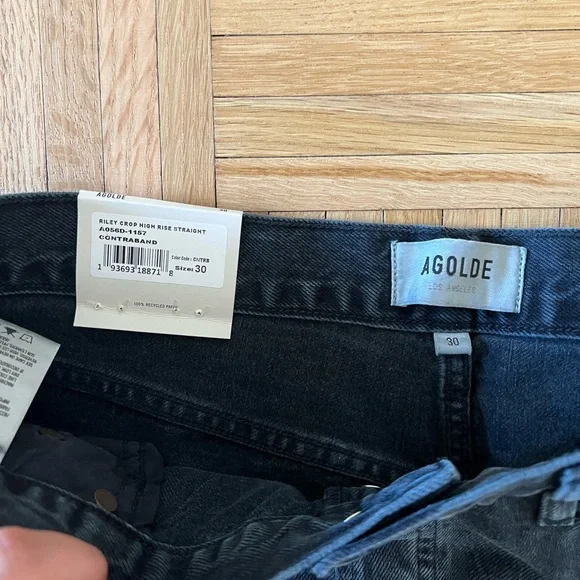 AGOLDE
30
RILEY CROP HIGH RISE STRAIGHT
A056D-1157
CONTRABAND
Color Code: CNTRB
1 93693 18871 8
Size: 30
100% RECYCLED PAPER
AGOLDE
LOS ANGELES
30